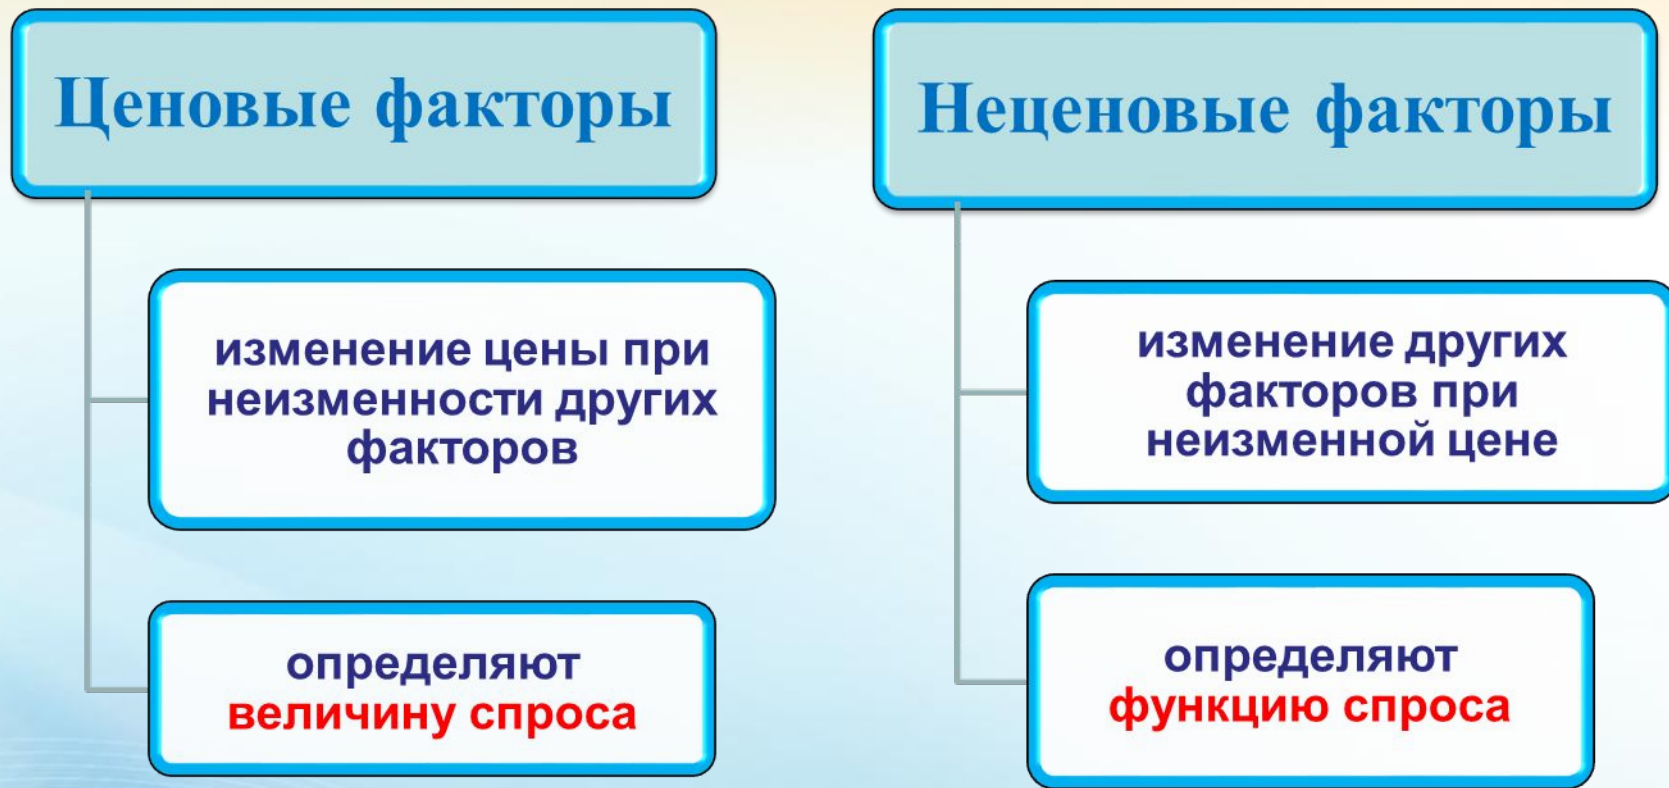 Ценовые факторы
изменение цены при
неизменности других
факторов
определяют
величину спроса
Неценовые факторы
изменение других
факторов при
неизменной цене
определяют
функцию спроса